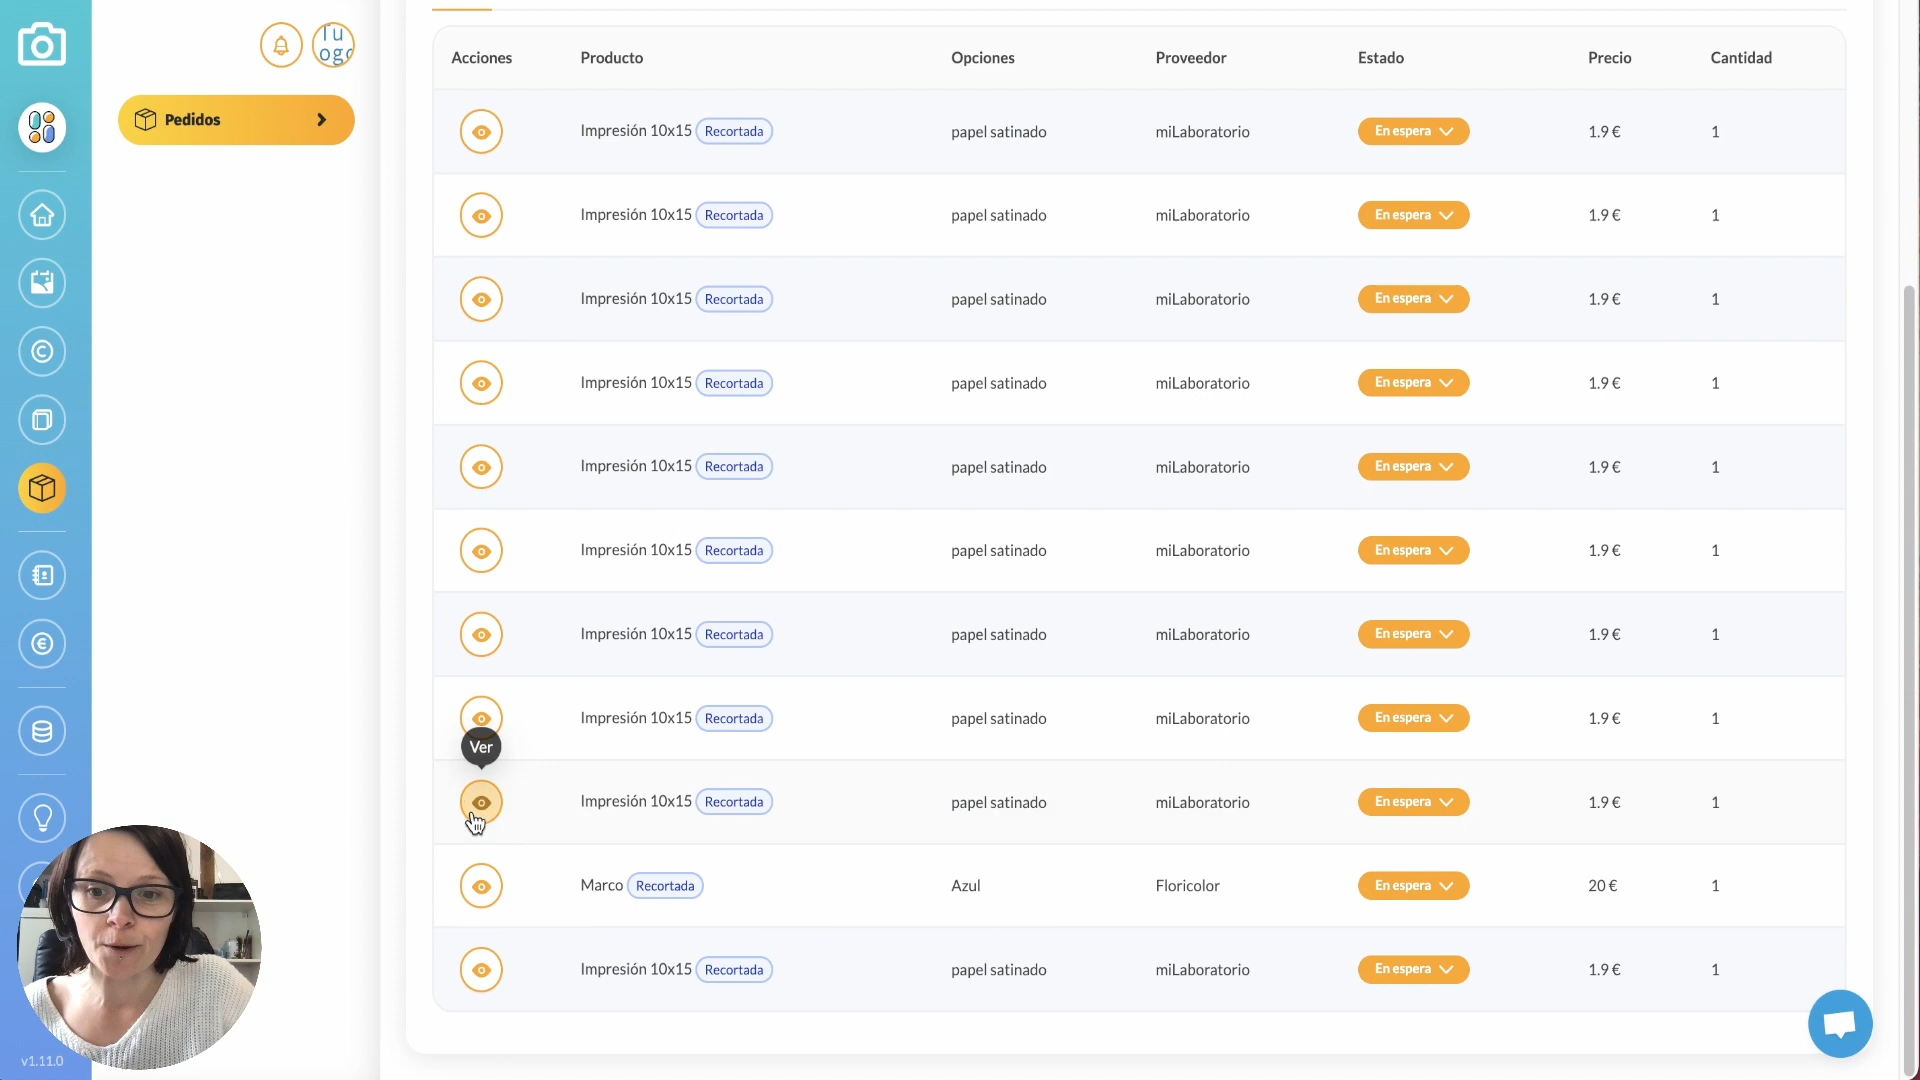 Tu
ogo
Pedidos
Acciones Producto Opciones Proveedor Estado Precio Cantidad
Impresión 10x15 Recortada papel satinado miLaboratorio En espera 1.9 € 1
Impresión 10x15 Recortada papel satinado miLaboratorio En espera 1.9 € 1
Impresión 10x15 Recortada papel satinado miLaboratorio En espera 1.9 € 1
Impresión 10x15 Recortada papel satinado miLaboratorio En espera 1.9 € 1
Impresión 10x15 Recortada papel satinado miLaboratorio En espera 1.9 € 1
Impresión 10x15 Recortada papel satinado miLaboratorio En espera 1.9 € 1
Impresión 10x15 Recortada papel satinado miLaboratorio En espera 1.9 € 1
Impresión 10x15 Recortada papel satinado miLaboratorio En espera 1.9 € 1
Ver
Impresión 10x15 Recortada papel satinado miLaboratorio En espera 1.9 € 1
Marco Recortada Azul Floricolor En espera 20 € 1
Impresión 10x15 Recortada papel satinado miLaboratorio En espera 1.9 € 1
v1.11.0